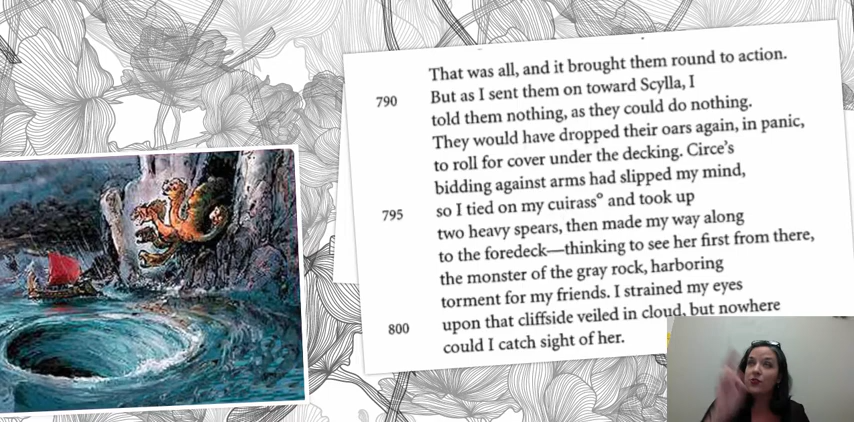 That was all, and it brought them round to action.
790 But as I sent them on toward Scylla, I
told them nothing, as they could do nothing.
They would have dropped their oars again, in panic,
to roll for cover under the decking. Circe's
bidding against arms had slipped my mind,
795 so I tied on my cuirass° and took up
two heavy spears, then made my way along
to the foredeck—thinking to see her first from there,
the monster of the gray rock, harboring
torment for my friends. I strained my eyes
800 upon that cliffside veiled in cloud, but nowhere
could I catch sight of her.